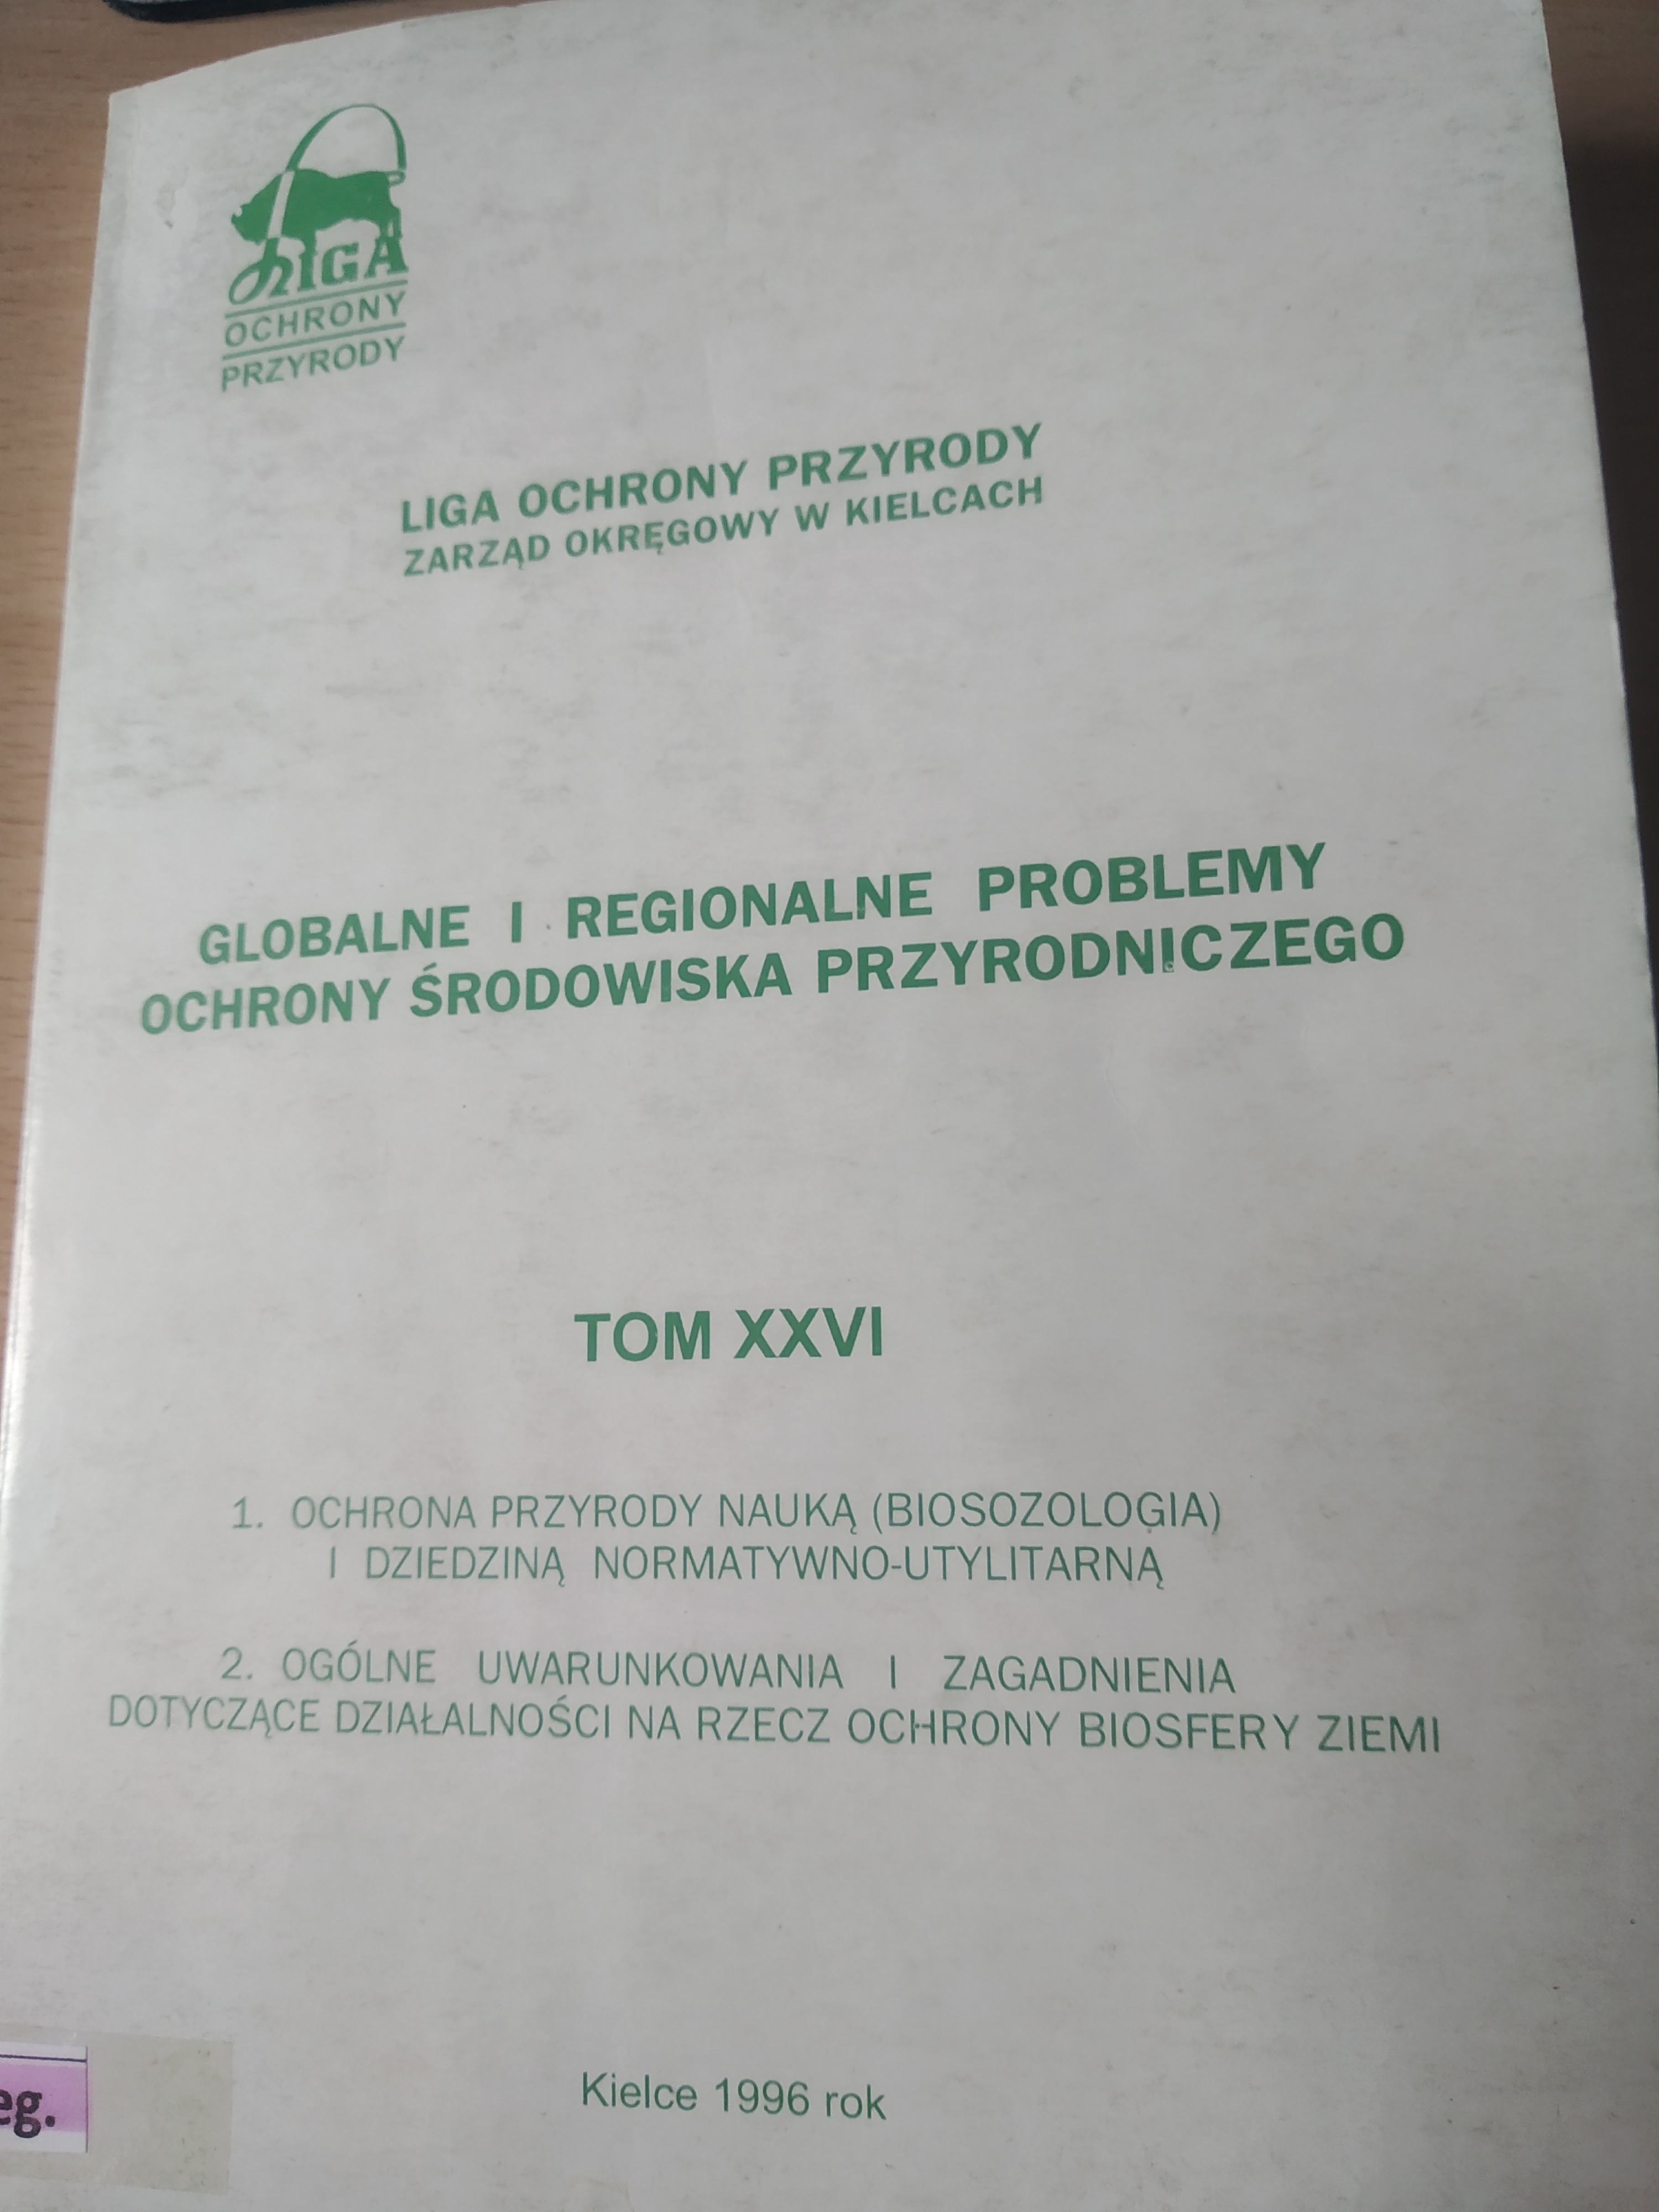 LIGA
OCHRONY
PRZYRODY
LIGA OCHRONY PRZYRODY
ZARZĄD OKRĘGOWY W KIELCACH
GLOBALNE I REGIONALNE PROBLEMY
OCHRONY ŚRODOWISKA PRZYRODNICZEGO
TOM XXVI
1. OCHRONA PRZYRODY NAUKĄ (BIOSOZOLOGIA)
I DZIEDZINĄ NORMATYWNO-UTYLITARNĄ
2. OGÓLNE UWARUNKOWANIA I ZAGADNIENIA
DOTYCZĄCE DZIAŁALNOŚCI NA RZECZ OCHRONY BIOSFERY ZIEMI
eg.
Kielce 1996 rok